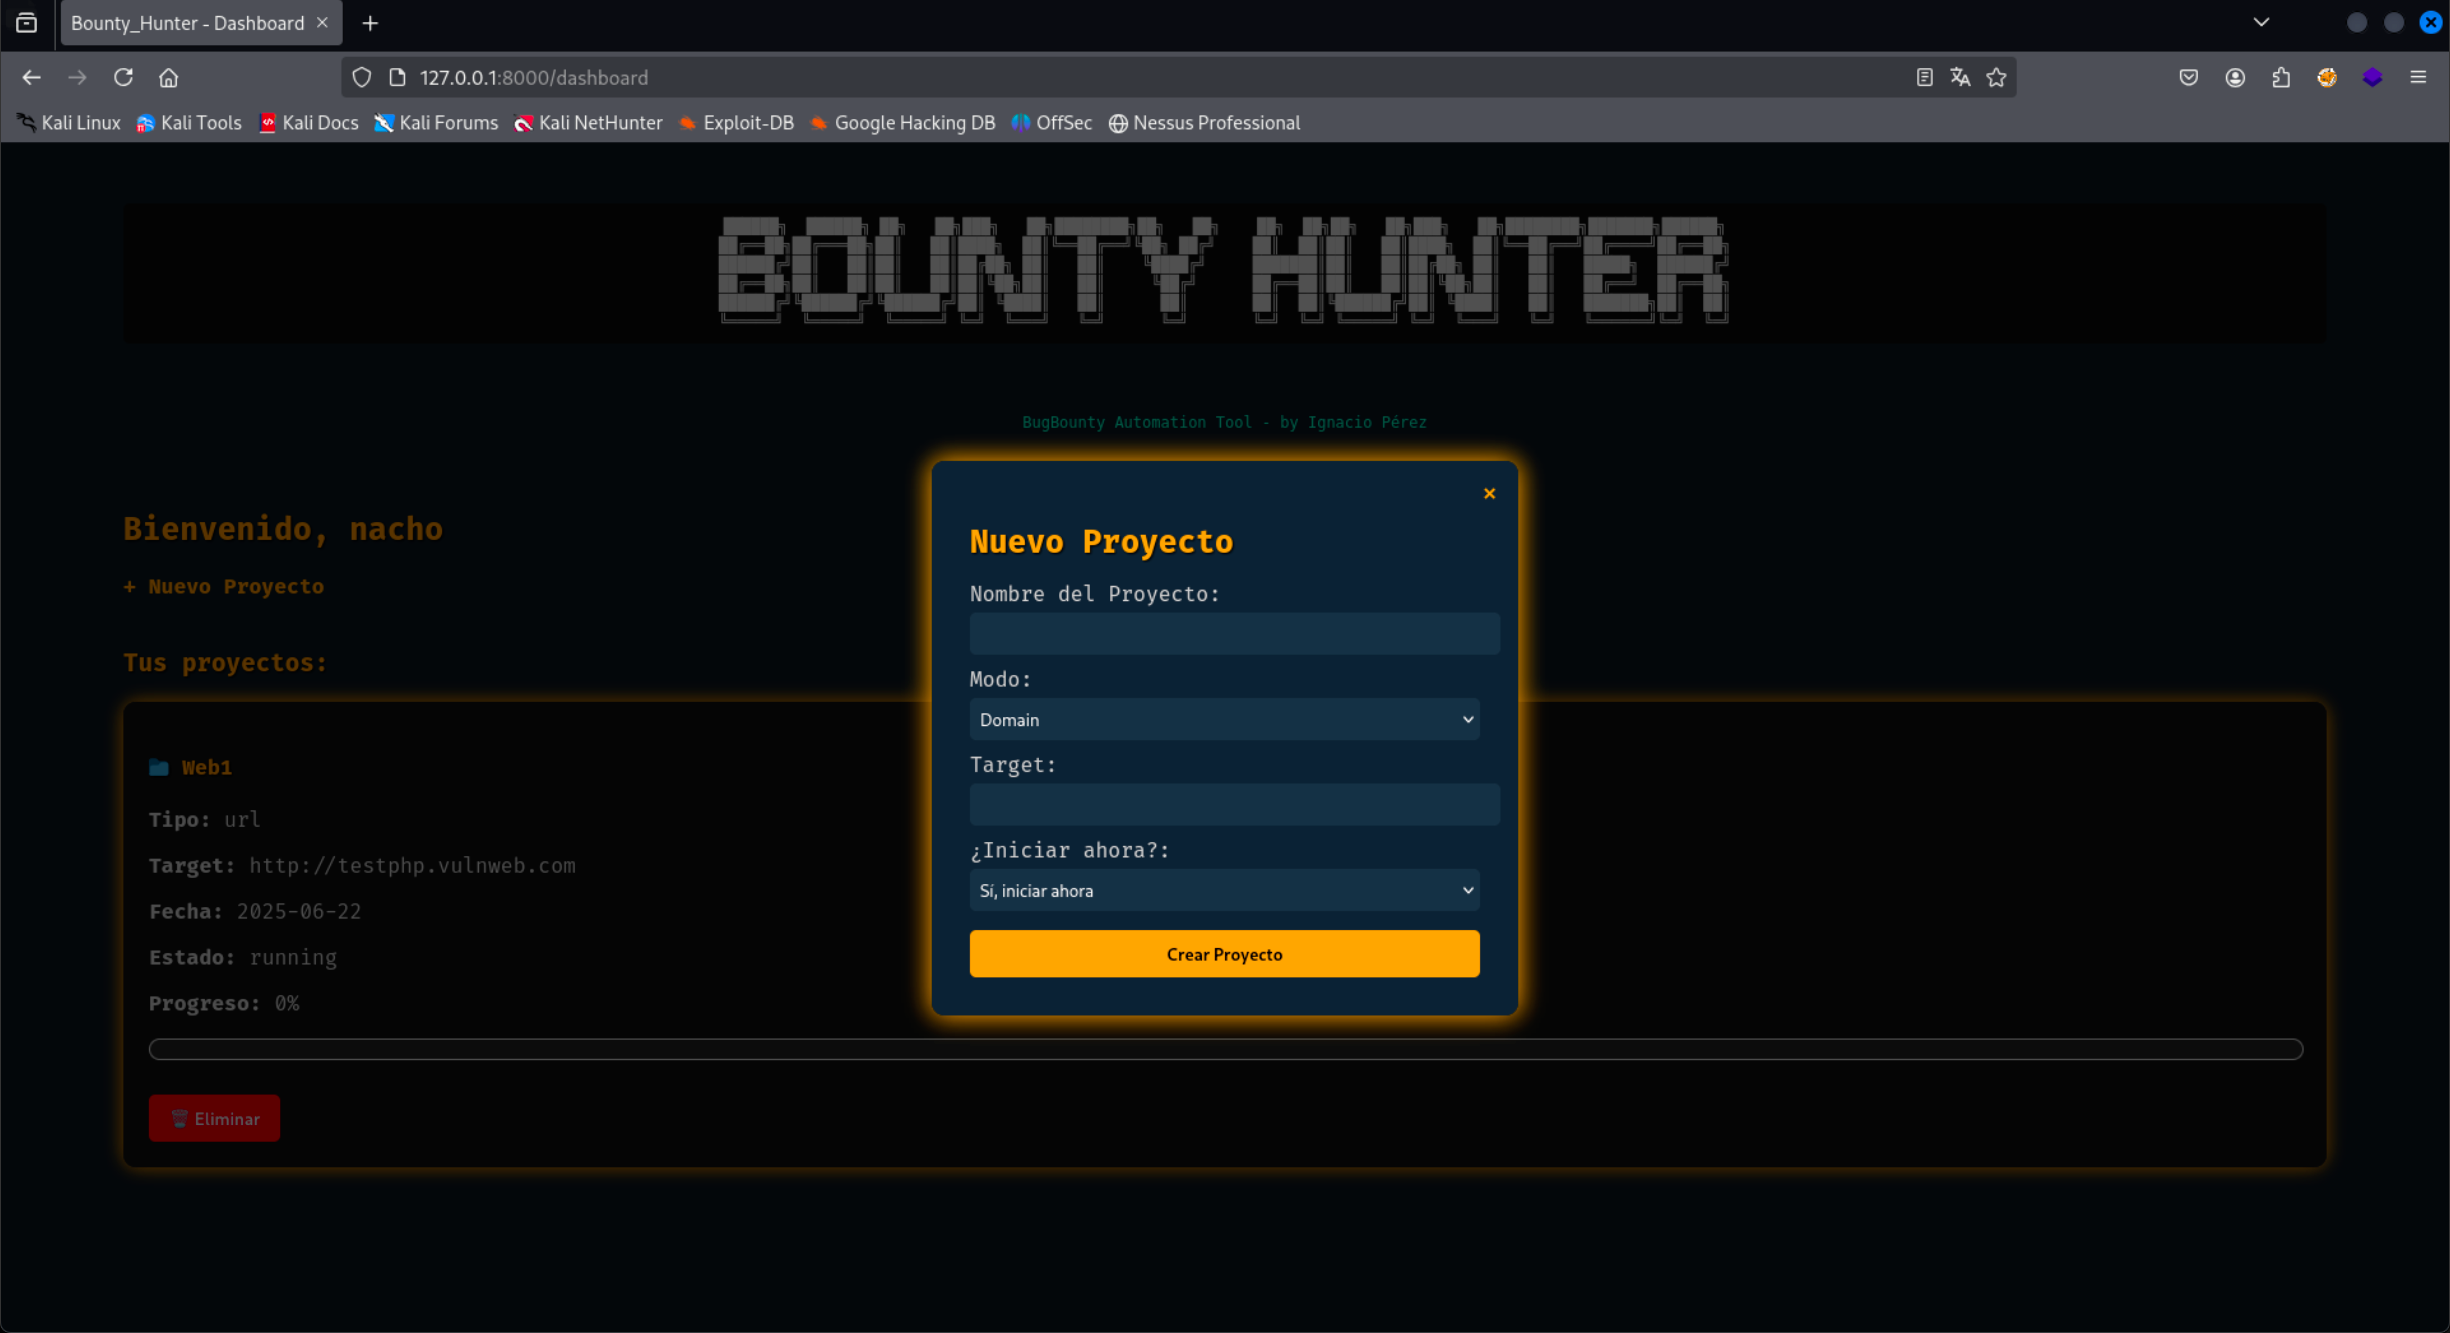 Bounty_Hunter - Dashboard
127.0.0.1:8000/dashboard
Kali Linux Kali Tools Kali Docs Kali Forums Kali NetHunter Exploit-DB Google Hacking DB OffSec Nessus Professional
BOUNTY HUNTER
BugBounty Automation Tool - by Ignacio Pérez
Bienvenido, nacho
+ Nuevo Proyecto
Tus proyectos:
Web1
Tipo: url
Target: http://testphp.vulnweb.com
Fecha: 2025-06-22
Estado: running
Progreso: 0%
Eliminar
×
Nuevo Proyecto
Nombre del Proyecto:
Modo:
Domain
Target:
¿Iniciar ahora?:
Sí, iniciar ahora
Crear Proyecto